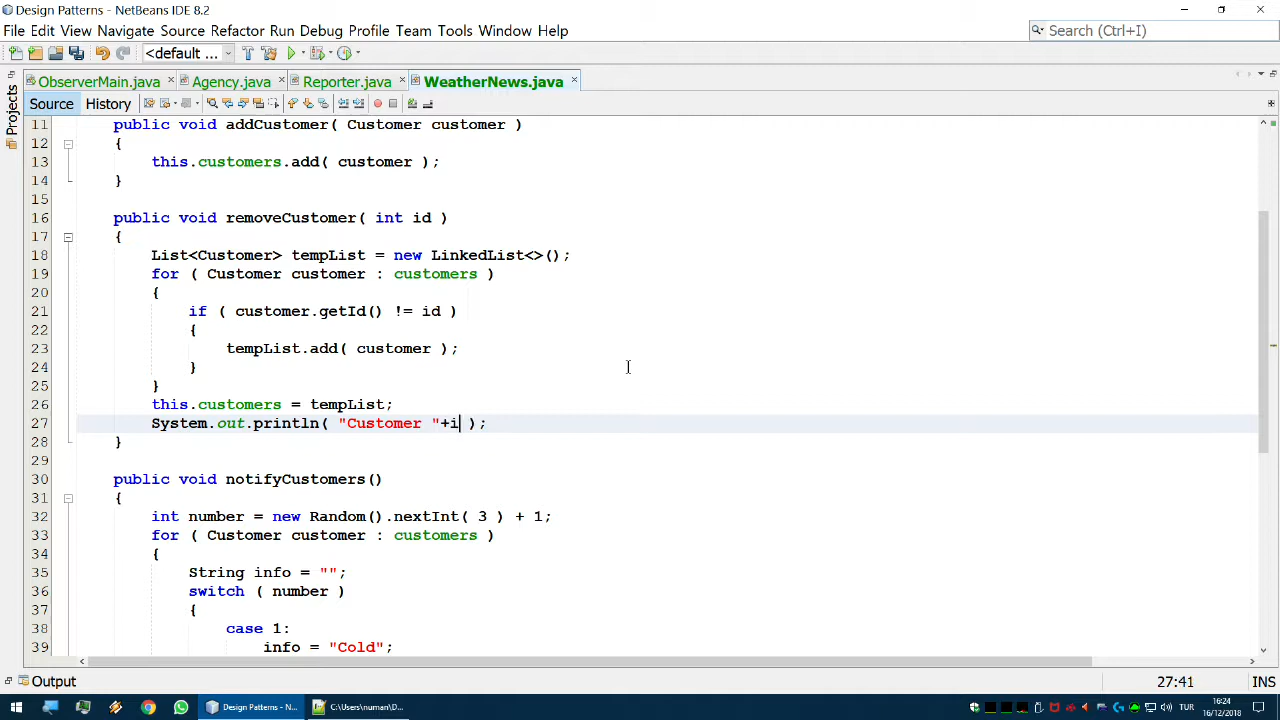 Design Patterns - NetBeans IDE 8.2
File Edit View Navigate Source Refactor Run Debug Profile Team Tools Window Help
Search (Ctrl+I)
<default ...
ObserverMain.java Agency.java Reporter.java WeatherNews.java
Projects
Source History
11 public void addCustomer( Customer customer )
12 {
13 this.customers.add( customer );
14 }
15
16 public void removeCustomer( int id )
17 {
18 List<Customer> tempList = new LinkedList<>();
19 for ( Customer customer : customers )
20 {
21 if ( customer.getId() != id )
22 {
23 tempList.add( customer );
24 }
25 }
26 this.customers = tempList;
27 System.out.println( "Customer "+i );
28 }
29
30 public void notifyCustomers()
31 {
32 int number = new Random().nextInt( 3 ) + 1;
33 for ( Customer customer : customers )
34 {
35 String info = "";
36 switch ( number )
37 {
38 case 1:
39 info = "Cold";
Output
27:41 INS
Design Patterns - N... C:\Users\numan\D...
TUR 16:24
16/12/2018